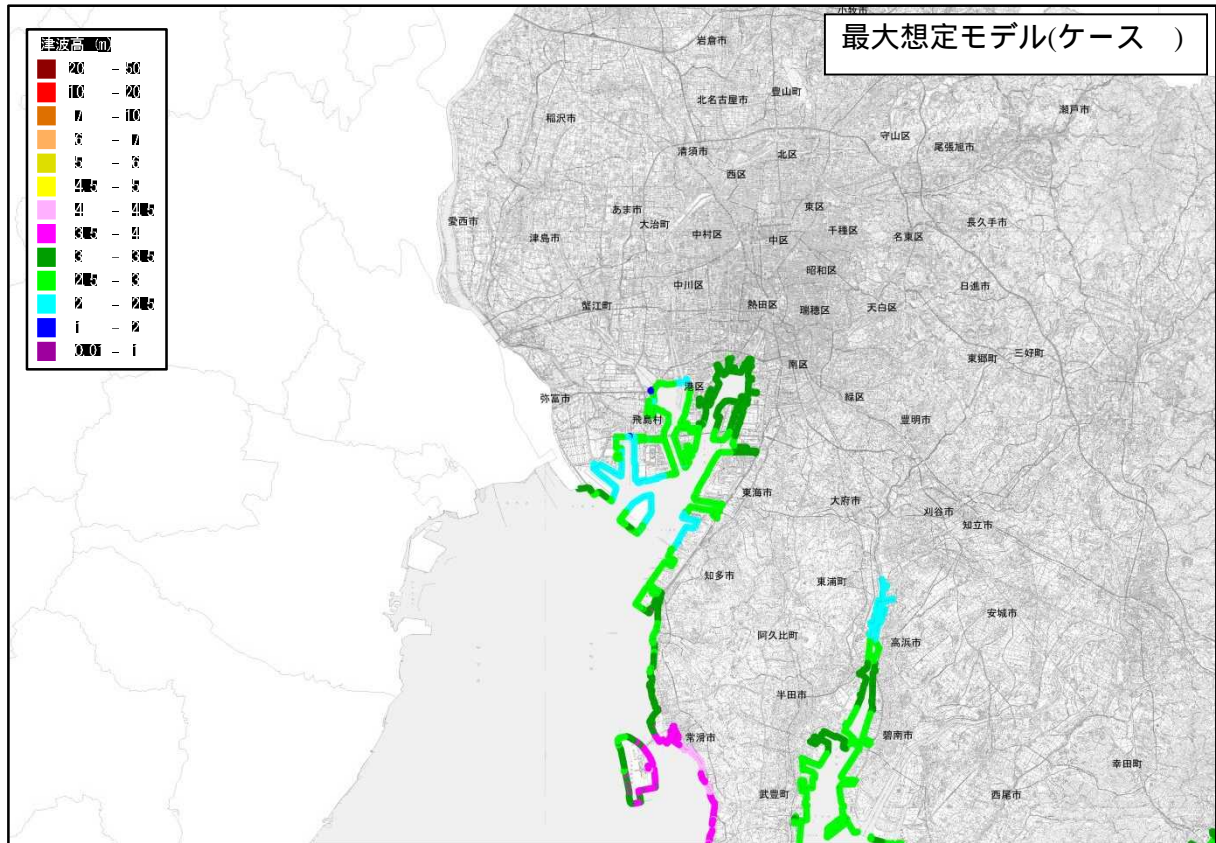 津波高 (m)
20 - 50
10 - 20
7 - 10
6 - 7
5 - 6
4.5 - 5
4 - 4.5
3.5 - 4
3 - 3.5
2.5 - 3
2 - 2.5
1 - 2
0.01 - 1
最大想定モデル(ケース　)
小牧市
岩倉市
豊山町
北名古屋市
瀬戸市
稲沢市
守山区
尾張旭市
清須市
北区
西区
あま市
東区
愛西市
大治町
長久手市
千種区
津島市
中村区
中区
名東区
昭和区
中川区
日進市
蟹江町
熱田区
瑞穂区
天白区
三好町
東郷町
南区
港区
弥富市
緑区
飛島村
豊明市
東海市
大府市
刈谷市
知立市
知多市
東浦町
安城市
阿久比町
高浜市
半田市
常滑市
碧南市
幸田町
武豊町
西尾市